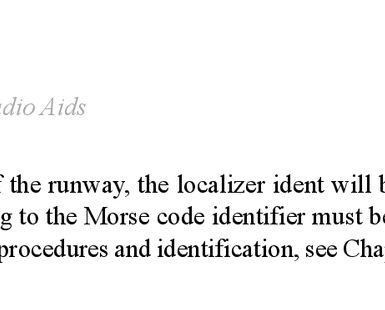 dio Aids
the runway, the localizer ident will
to the Morse code identifier must be
procedures and identification, see